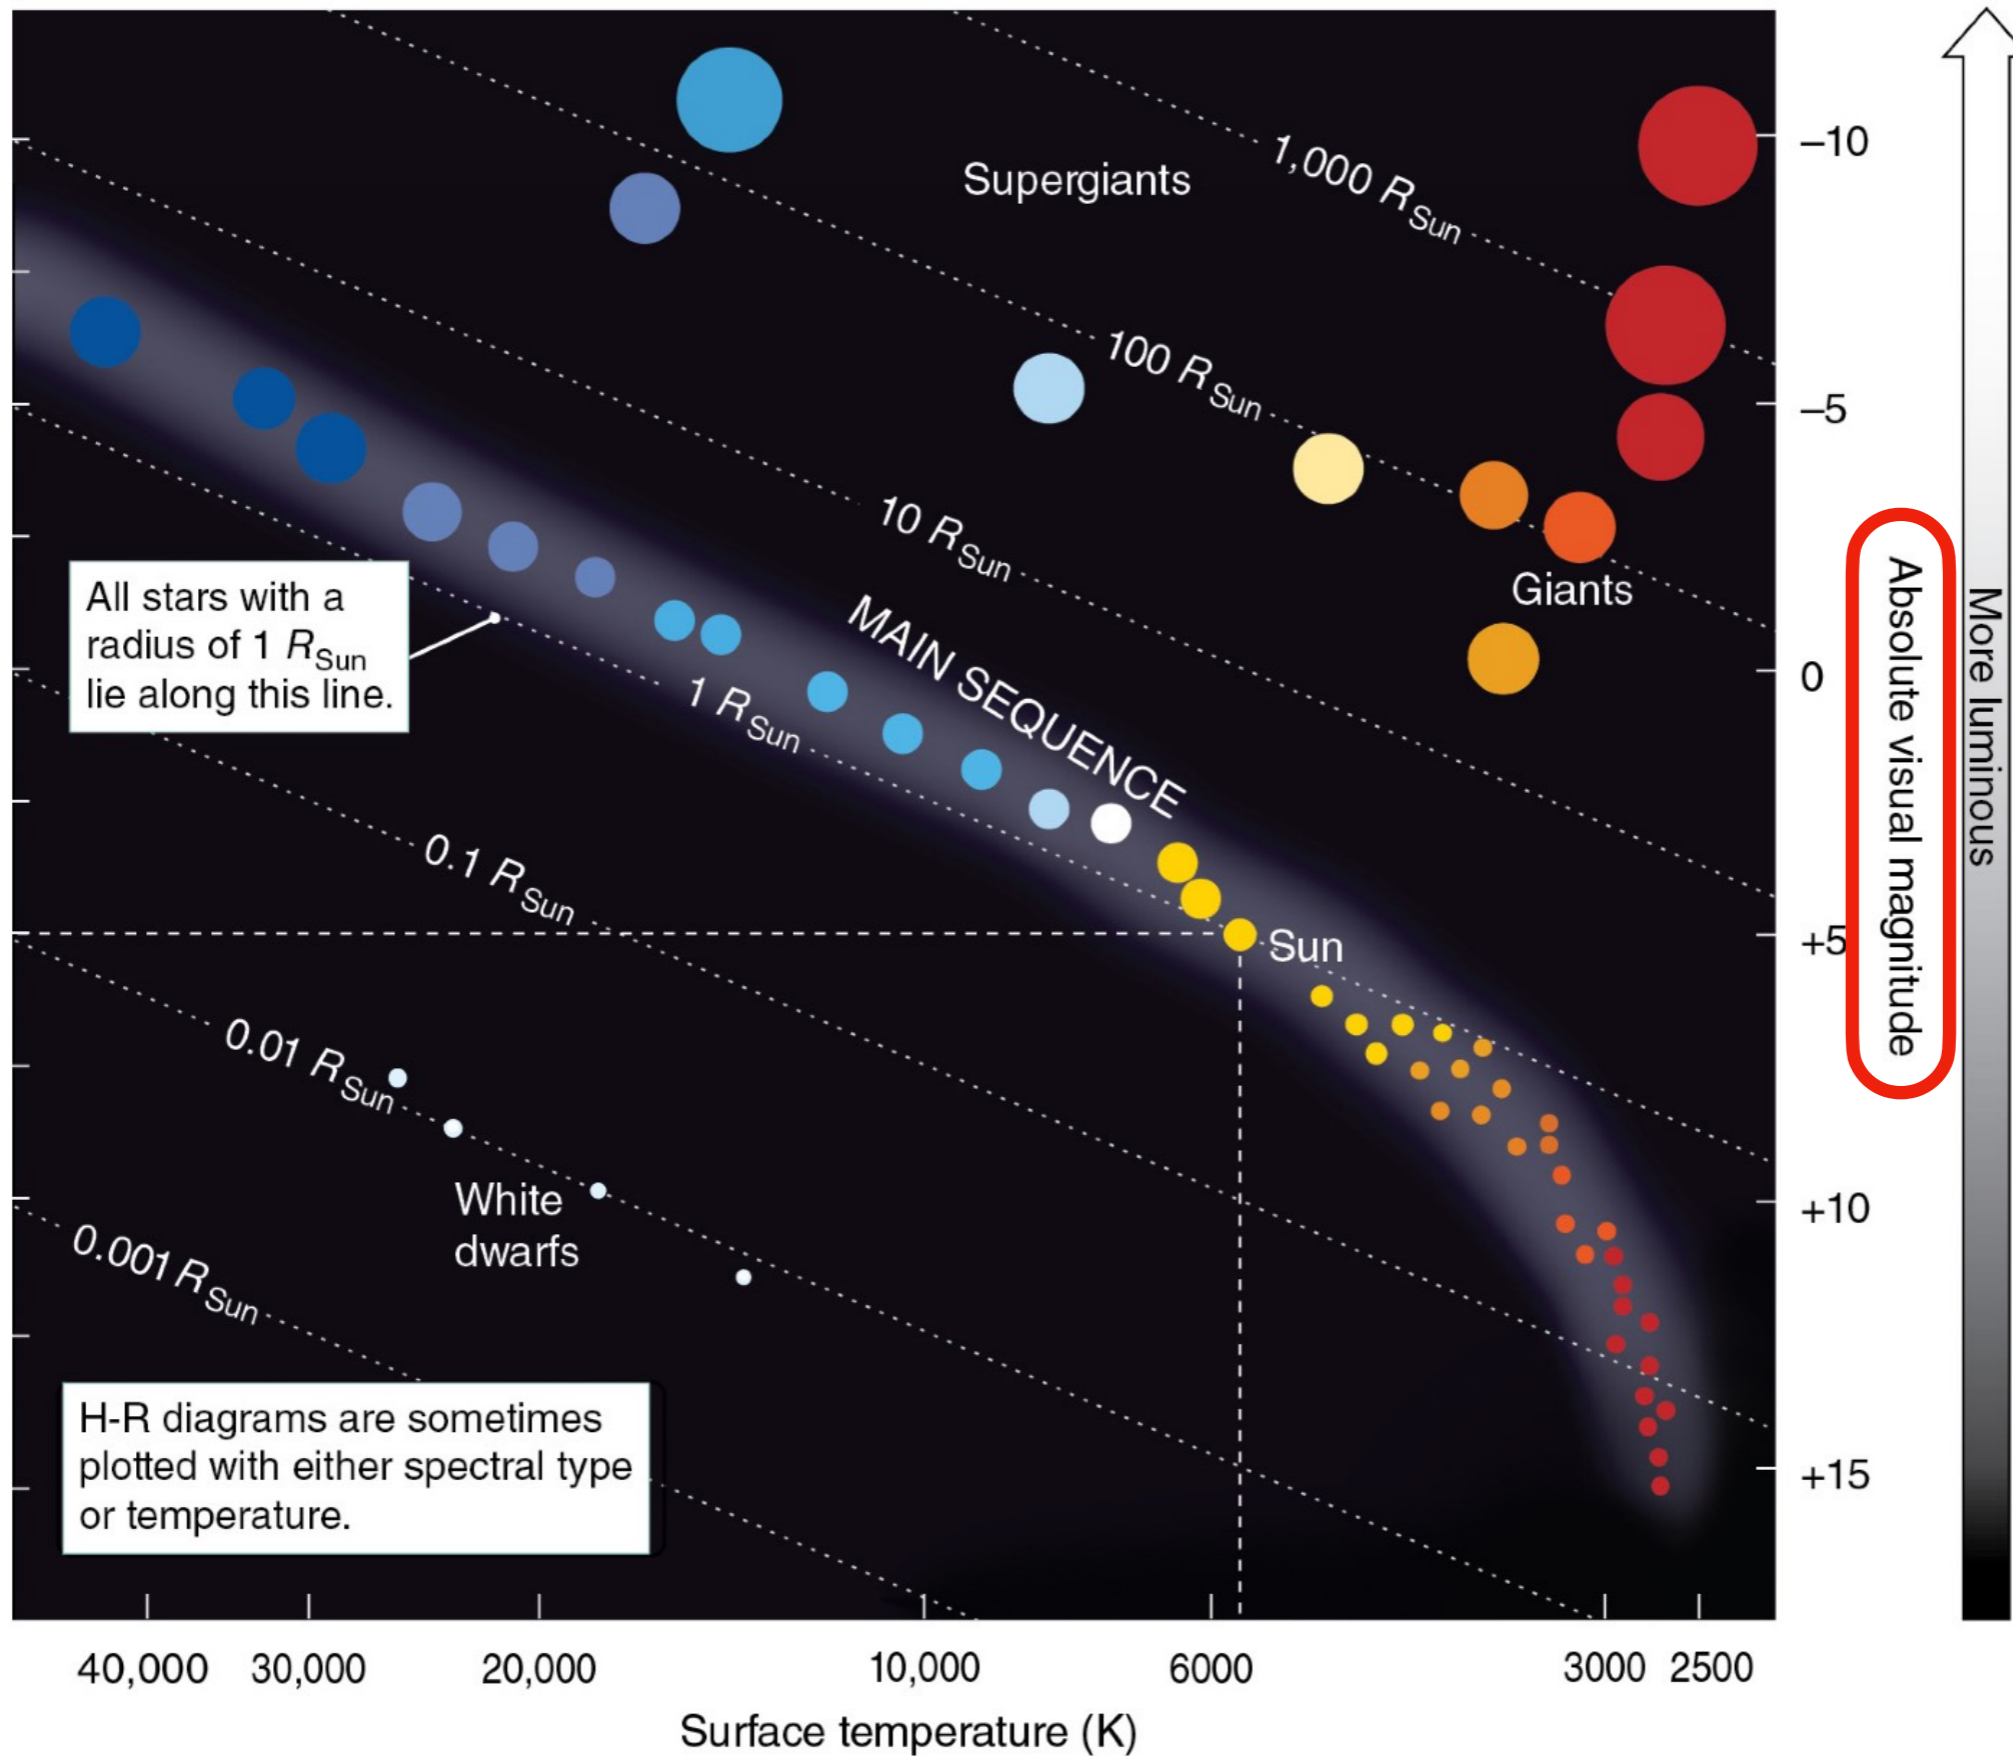 Supergiants
1,000 RSun
–10
100 RSun
–5
10 RSun
Giants
All stars with a
radius of 1 RSun
lie along this line.
MAIN SEQUENCE
1 RSun
0
Absolute visual magnitude
More luminous
0.1 RSun
Sun
+5
0.01 RSun
White
dwarfs
+10
0.001 RSun
H-R diagrams are sometimes
plotted with either spectral type
or temperature.
+15
40,000 30,000 20,000 10,000 6000 3000 2500
Surface temperature (K)